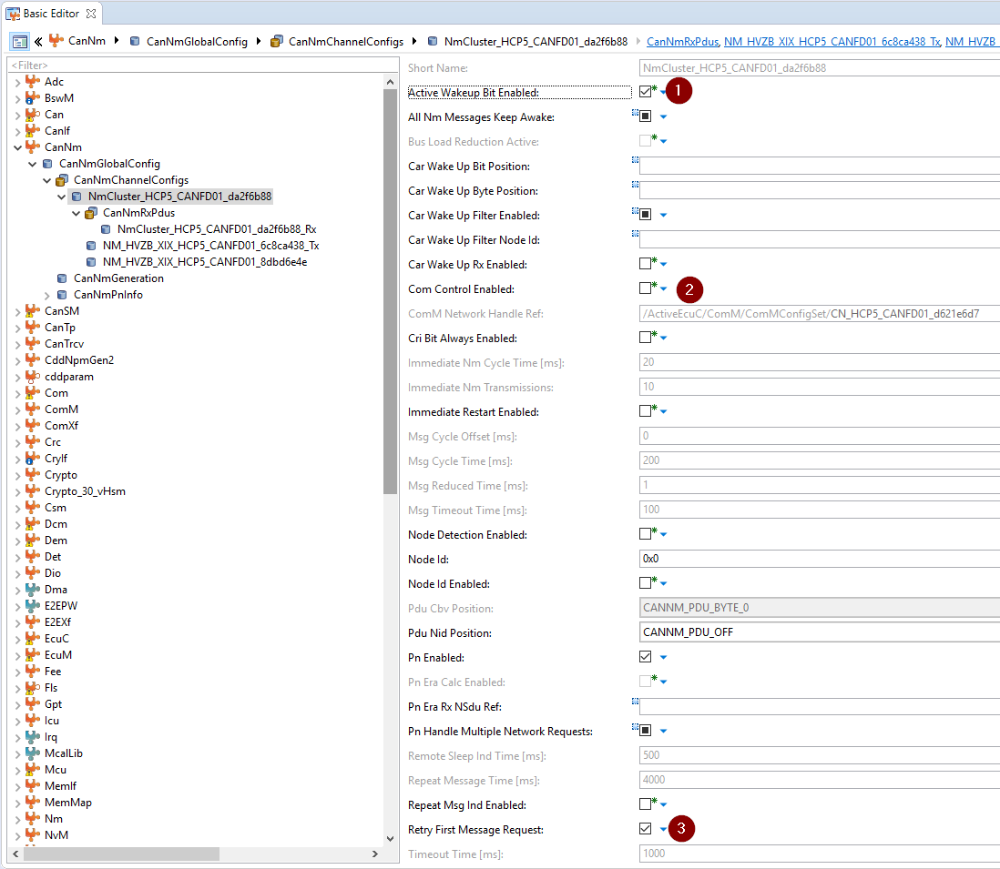 Basic Editor
CanNm CanNmGlobalConfig CanNmChannelConfigs NmCluster_HCP5_CANFD01_da2f6b88 CanNmRxPdus, NM_HVZB_XIX_HCP5_CANFD01_6c8ca438_Tx, NM_HVZB_
<Filter>
Adc
BswM
Can
CanIf
CanNm
CanNmGlobalConfig
CanNmChannelConfigs
NmCluster_HCP5_CANFD01_da2f6b88
CanNmRxPdus
NmCluster_HCP5_CANFD01_da2f6b88_Rx
NM_HVZB_XIX_HCP5_CANFD01_6c8ca438_Tx
NM_HVZB_XIX_HCP5_CANFD01_8dbd6e4e
CanNmGeneration
CanNmPnInfo
CanSM
CanTp
CanTrcv
CddNpmGen2
cddparam
Com
ComM
ComXf
Crc
CryIf
Crypto
Crypto_30_vHsm
Csm
Dcm
Dem
Det
Dio
Dma
E2EPW
E2EXf
EcuC
EcuM
Fee
Fls
Gpt
Icu
Irq
McalLib
Mcu
MemIf
MemMap
Nm
NvM
Short Name: NmCluster_HCP5_CANFD01_da2f6b88
Active Wakeup Bit Enabled: 1
All Nm Messages Keep Awake:
Bus Load Reduction Active:
Car Wake Up Bit Position:
Car Wake Up Byte Position:
Car Wake Up Filter Enabled:
Car Wake Up Filter Node Id:
Car Wake Up Rx Enabled:
Com Control Enabled: 2
ComM Network Handle Ref: /ActiveEcuC/ComM/ComMConfigSet/CN_HCP5_CANFD01_d621e6d7
Cri Bit Always Enabled:
Immediate Nm Cycle Time [ms]: 20
Immediate Nm Transmissions: 10
Immediate Restart Enabled:
Msg Cycle Offset [ms]: 0
Msg Cycle Time [ms]: 200
Msg Reduced Time [ms]: 1
Msg Timeout Time [ms]: 100
Node Detection Enabled:
Node Id: 0x0
Node Id Enabled:
Pdu Cbv Position: CANNM_PDU_BYTE_0
Pdu Nid Position: CANNM_PDU_OFF
Pn Enabled:
Pn Era Calc Enabled:
Pn Era Rx NSdu Ref:
Pn Handle Multiple Network Requests:
Remote Sleep Ind Time [ms]: 500
Repeat Message Time [ms]: 4000
Repeat Msg Ind Enabled:
Retry First Message Request: 3
Timeout Time [ms]: 1000